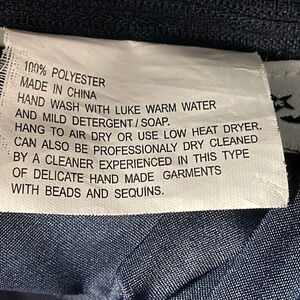 100% POLYESTER
MADE IN CHINA
HAND WASH WITH LUKE WARM WATER
AND MILD DETERGENT / SOAP.
HANG TO AIR DRY OR USE LOW HEAT DRYER.
CAN ALSO BE PROFESSIONALY DRY CLEANED
BY A CLEANER EXPERIENCED IN THIS TYPE
OF DELICATE HAND MADE GARMENTS
WITH BEADS AND SEQUINS.